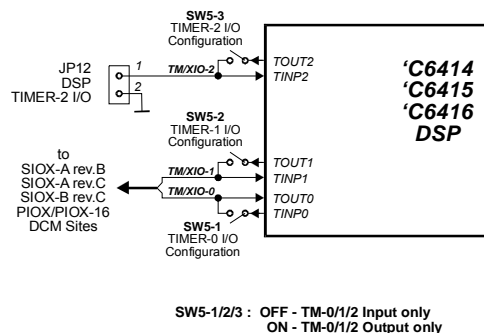 SW5-3
TIMER-2 I/O
Configuration
JP12
DSP
TIMER-2 I/O
1
2
TM/XIO-2
TOUT2
TINP2
'C6414
'C6415
'C6416
DSP
SW5-2
TIMER-1 I/O
Configuration
to
SIOX-A rev.B
SIOX-A rev.C
SIOX-B rev.C
PIOX/PIOX-16
DCM Sites
TM/XIO-1
TM/XIO-0
TOUT1
TINP1
TOUT0
TINP0
SW5-1
TIMER-0 I/O
Configuration
SW5-1/2/3 : OFF - TM-0/1/2 Input only
ON - TM-0/1/2 Output only